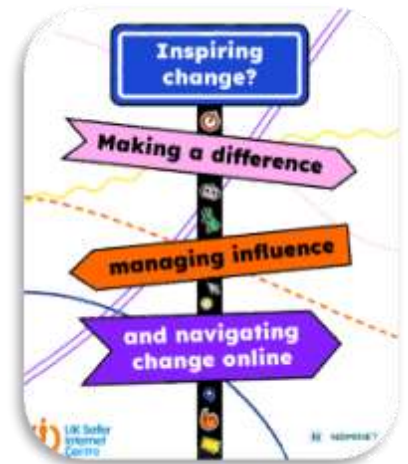 Inspiring
change?
Making a difference
managing influence
and navigating
change online
UK Safer
Internet
Centre